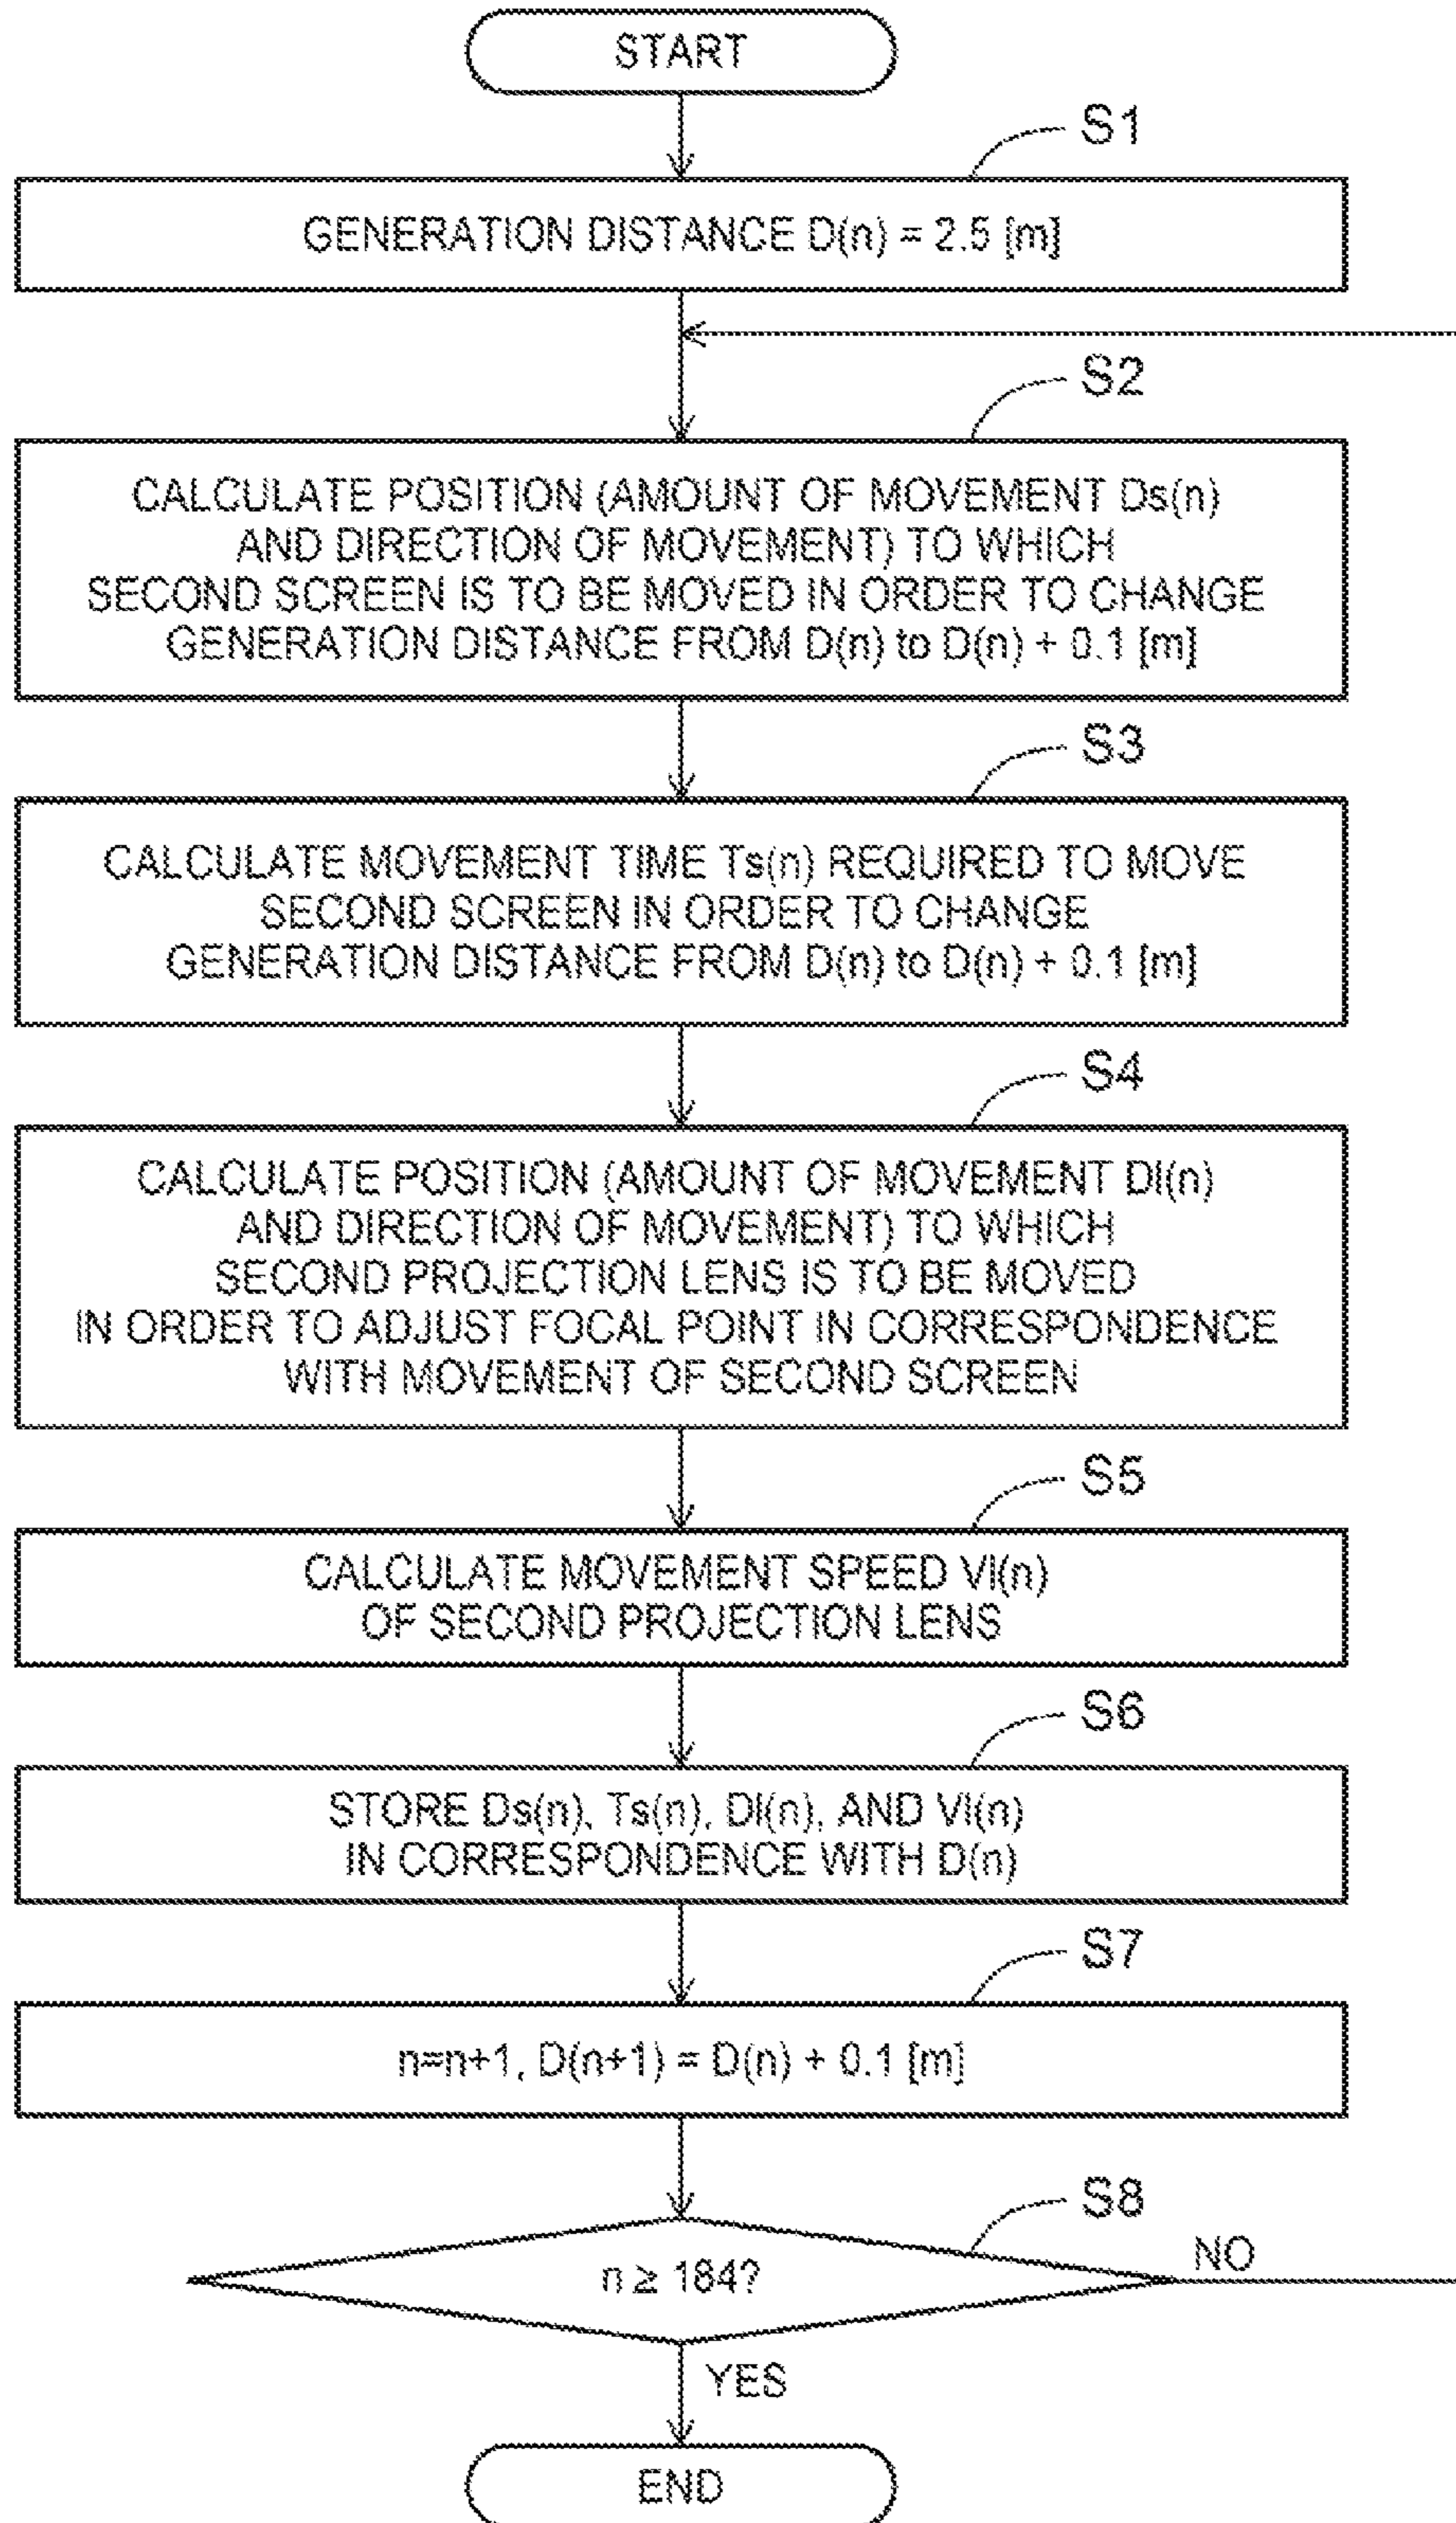 START
S1
GENERATION DISTANCE D(n) = 2.5 [m]
S2
CALCULATE POSITION (AMOUNT OF MOVEMENT Ds(n)
AND DIRECTION OF MOVEMENT) TO WHICH
SECOND SCREEN IS TO BE MOVED IN ORDER TO CHANGE
GENERATION DISTANCE FROM D(n) to D(n) + 0.1 [m]
S3
CALCULATE MOVEMENT TIME Ts(n) REQUIRED TO MOVE
SECOND SCREEN IN ORDER TO CHANGE
GENERATION DISTANCE FROM D(n) to D(n) + 0.1 [m]
S4
CALCULATE POSITION (AMOUNT OF MOVEMENT Dl(n)
AND DIRECTION OF MOVEMENT) TO WHICH
SECOND PROJECTION LENS IS TO BE MOVED
IN ORDER TO ADJUST FOCAL POINT IN CORRESPONDENCE
WITH MOVEMENT OF SECOND SCREEN
S5
CALCULATE MOVEMENT SPEED Vl(n)
OF SECOND PROJECTION LENS
S6
STORE Ds(n), Ts(n), Dl(n), AND Vl(n)
IN CORRESPONDENCE WITH D(n)
S7
n=n+1, D(n+1) = D(n) + 0.1 [m]
S8
n ≥ 184?
NO
YES
END